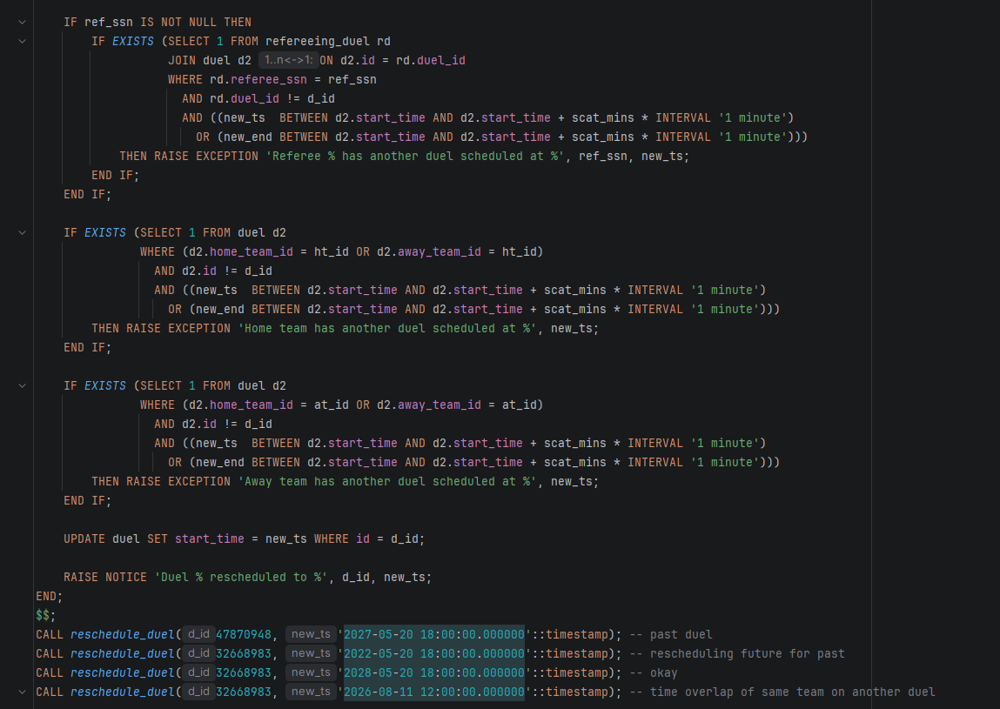 IF ref_ssn IS NOT NULL THEN
IF EXISTS (SELECT 1 FROM refereeing_duel rd
JOIN duel d2 1..n<->1: ON d2.id = rd.duel_id
WHERE rd.referee_ssn = ref_ssn
AND rd.duel_id != d_id
AND ((new_ts  BETWEEN d2.start_time AND d2.start_time + scat_mins * INTERVAL '1 minute')
OR (new_end BETWEEN d2.start_time AND d2.start_time + scat_mins * INTERVAL '1 minute')))
THEN RAISE EXCEPTION 'Referee % has another duel scheduled at %', ref_ssn, new_ts;
END IF;
END IF;
IF EXISTS (SELECT 1 FROM duel d2
WHERE (d2.home_team_id = ht_id OR d2.away_team_id = ht_id)
AND d2.id != d_id
AND ((new_ts  BETWEEN d2.start_time AND d2.start_time + scat_mins * INTERVAL '1 minute')
OR (new_end BETWEEN d2.start_time AND d2.start_time + scat_mins * INTERVAL '1 minute')))
THEN RAISE EXCEPTION 'Home team has another duel scheduled at %', new_ts;
END IF;
IF EXISTS (SELECT 1 FROM duel d2
WHERE (d2.home_team_id = at_id OR d2.away_team_id = at_id)
AND d2.id != d_id
AND ((new_ts  BETWEEN d2.start_time AND d2.start_time + scat_mins * INTERVAL '1 minute')
OR (new_end BETWEEN d2.start_time AND d2.start_time + scat_mins * INTERVAL '1 minute')))
THEN RAISE EXCEPTION 'Away team has another duel scheduled at %', new_ts;
END IF;
UPDATE duel SET start_time = new_ts WHERE id = d_id;
RAISE NOTICE 'Duel % rescheduled to %', d_id, new_ts;
END;
$$;
CALL reschedule_duel( d_id 47870948, new_ts '2027-05-20 18:00:00.000000'::timestamp); -- past duel
CALL reschedule_duel( d_id 32668983, new_ts '2022-05-20 18:00:00.000000'::timestamp); -- rescheduling future for past
CALL reschedule_duel( d_id 32668983, new_ts '2028-05-20 18:00:00.000000'::timestamp); -- okay
CALL reschedule_duel( d_id 32668983, new_ts '2026-08-11 12:00:00.000000'::timestamp); -- time overlap of same team on another duel